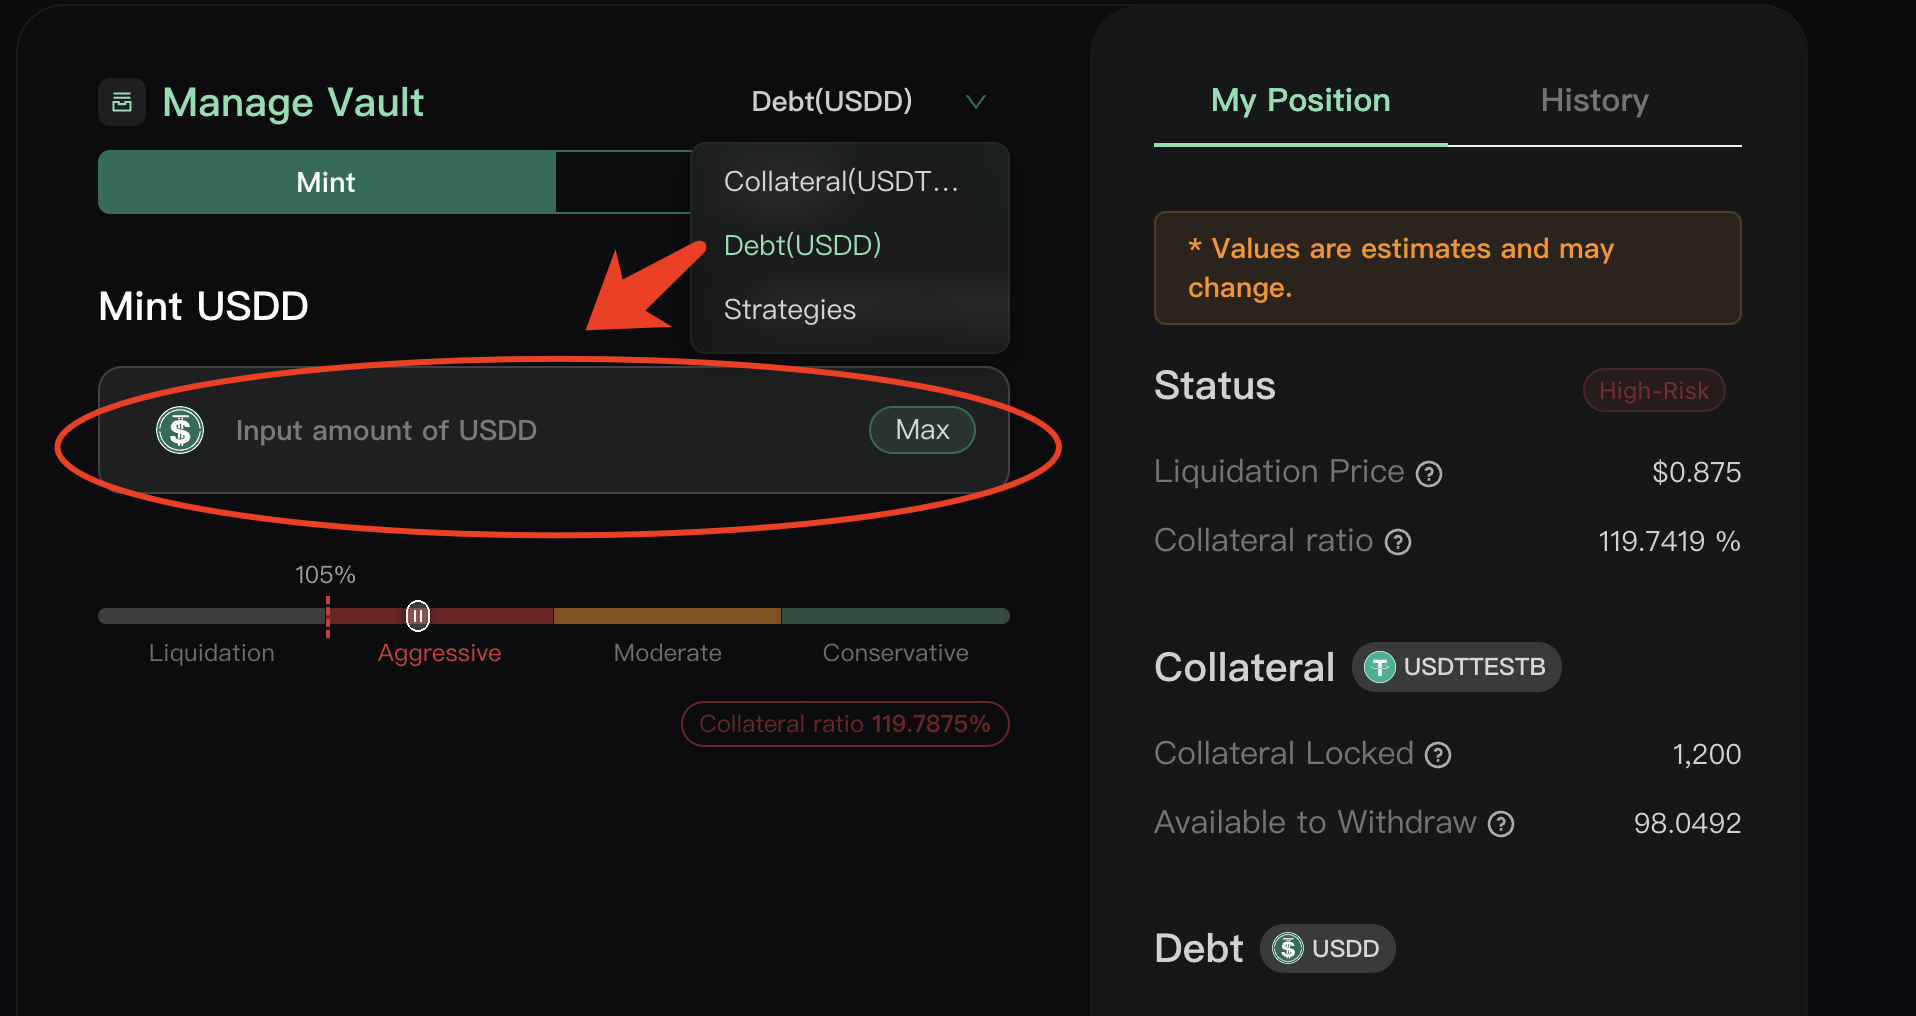 Manage Vault
Debt(USDD)
Mint
Collateral(USDT...
Debt(USDD)
Strategies
Mint USDD
Input amount of USDD
Max
105%
Liquidation
Aggressive
Moderate
Conservative
Collateral ratio 119.7875%
My Position
History
* Values are estimates and may
change.
Status
High-Risk
Liquidation Price ?
$0.875
Collateral ratio ?
119.7419 %
Collateral
USDTTESTB
Collateral Locked ?
1,200
Available to Withdraw ?
98.0492
Debt
USDD